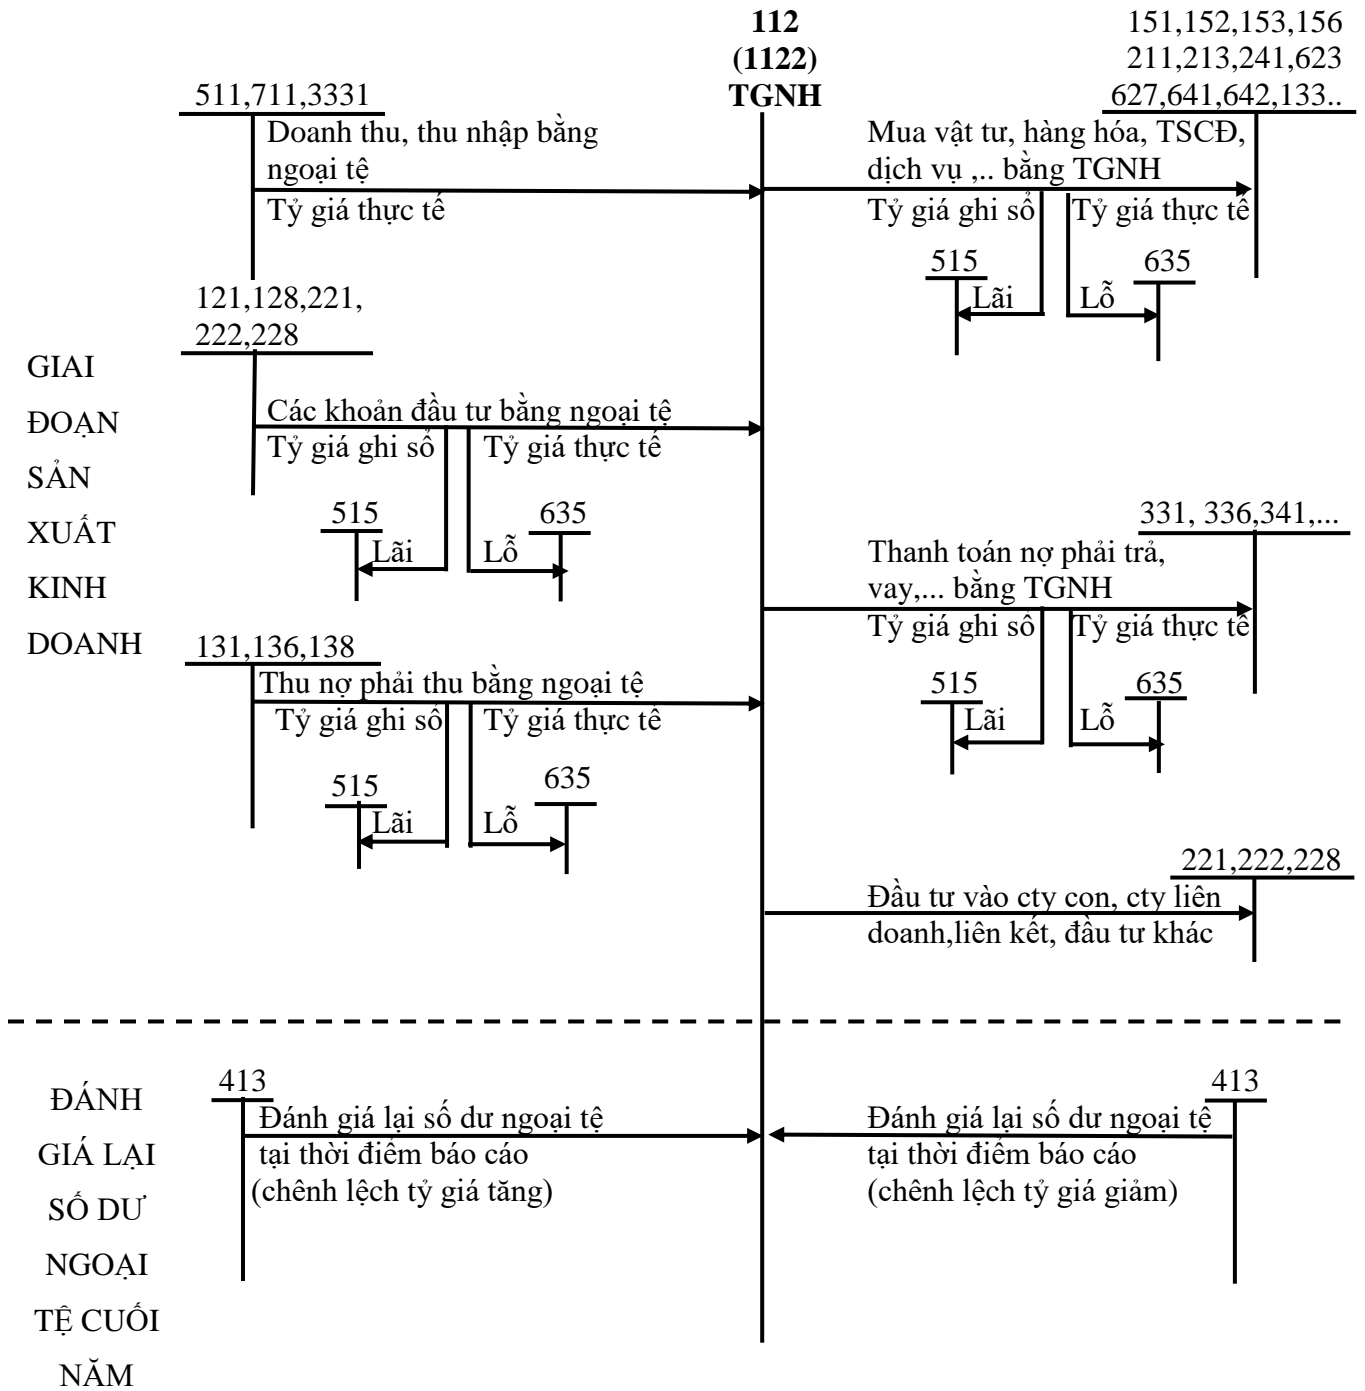 112
(1122)
TGNH
151,152,153,156
211,213,241,623
627,641,642,133..
511,711,3331
Doanh thu, thu nhập bằng
ngoại tệ
Tỷ giá thực tế
Mua vật tư, hàng hóa, TSCĐ,
dịch vụ ,.. bằng TGNH
Tỷ giá ghi sổ
Tỷ giá thực tế
515
Lãi
Lỗ
635
121,128,221,
222,228
Các khoản đầu tư bằng ngoại tệ
Tỷ giá ghi sổ
Tỷ giá thực tế
515
Lãi
Lỗ
635
GIAI
ĐOẠN
SẢN
XUẤT
KINH
DOANH
331, 336,341,...
Thanh toán nợ phải trả,
vay,... bằng TGNH
Tỷ giá ghi sổ
Tỷ giá thực tế
515
Lãi
Lỗ
635
131,136,138
Thu nợ phải thu bằng ngoại tệ
Tỷ giá ghi sổ
Tỷ giá thực tế
515
Lãi
Lỗ
635
221,222,228
Đầu tư vào cty con, cty liên
doanh,liên kết, đầu tư khác
ĐÁNH
GIÁ LẠI
SỐ DƯ
NGOẠI
TỆ CUỐI
NĂM
413
Đánh giá lại số dư ngoại tệ
tại thời điểm báo cáo
(chênh lệch tỷ giá tăng)
413
Đánh giá lại số dư ngoại tệ
tại thời điểm báo cáo
(chênh lệch tỷ giá giảm)